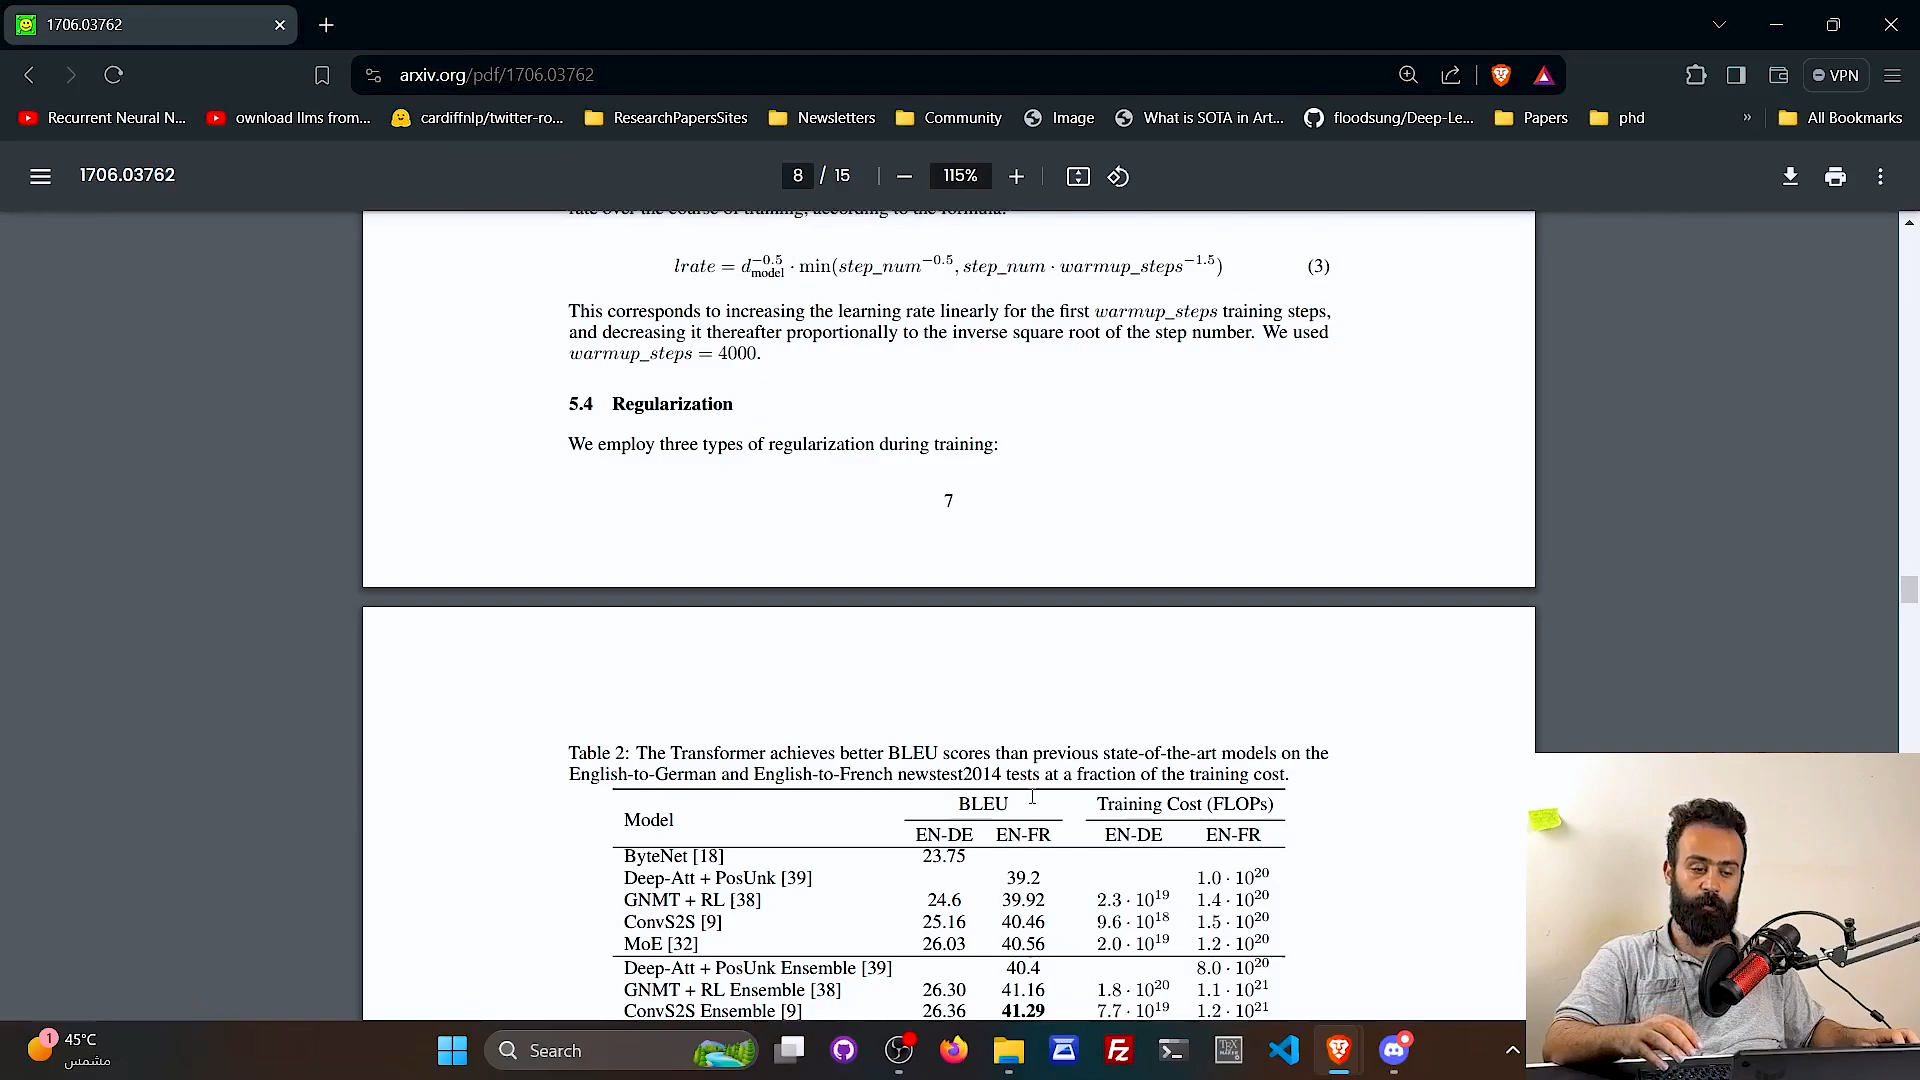 1706.03762
arxiv.org/pdf/1706.03762
VPN
Recurrent Neural N...
ownload llms from...
cardiffnlp/twitter-ro...
ResearchPapersSites
Newsletters
Community
Image
What is SOTA in Art...
floodsung/Deep-Le...
Papers
phd
»
All Bookmarks
1706.03762
8 / 15
115%
lrate = d_model^−0.5 · min(step_num^−0.5, step_num · warmup_steps^−1.5) (3)
This corresponds to increasing the learning rate linearly for the first warmup_steps training steps,
and decreasing it thereafter proportionally to the inverse square root of the step number. We used
warmup_steps = 4000.
5.4 Regularization
We employ three types of regularization during training:
7
Table 2: The Transformer achieves better BLEU scores than previous state-of-the-art models on the
English-to-German and English-to-French newstest2014 tests at a fraction of the training cost.
Model BLEU Training Cost (FLOPs)
EN-DE EN-FR EN-DE EN-FR
ByteNet [18] 23.75
Deep-Att + PosUnk [39] 39.2 1.0 · 10^20
GNMT + RL [38] 24.6 39.92 2.3 · 10^19 1.4 · 10^20
ConvS2S [9] 25.16 40.46 9.6 · 10^18 1.5 · 10^20
MoE [32] 26.03 40.56 2.0 · 10^19 1.2 · 10^20
Deep-Att + PosUnk Ensemble [39] 40.4 8.0 · 10^20
GNMT + RL Ensemble [38] 26.30 41.16 1.8 · 10^20 1.1 · 10^21
ConvS2S Ensemble [9] 26.36 41.29 7.7 · 10^19 1.2 · 10^21
1
45°C
مشمس
Search